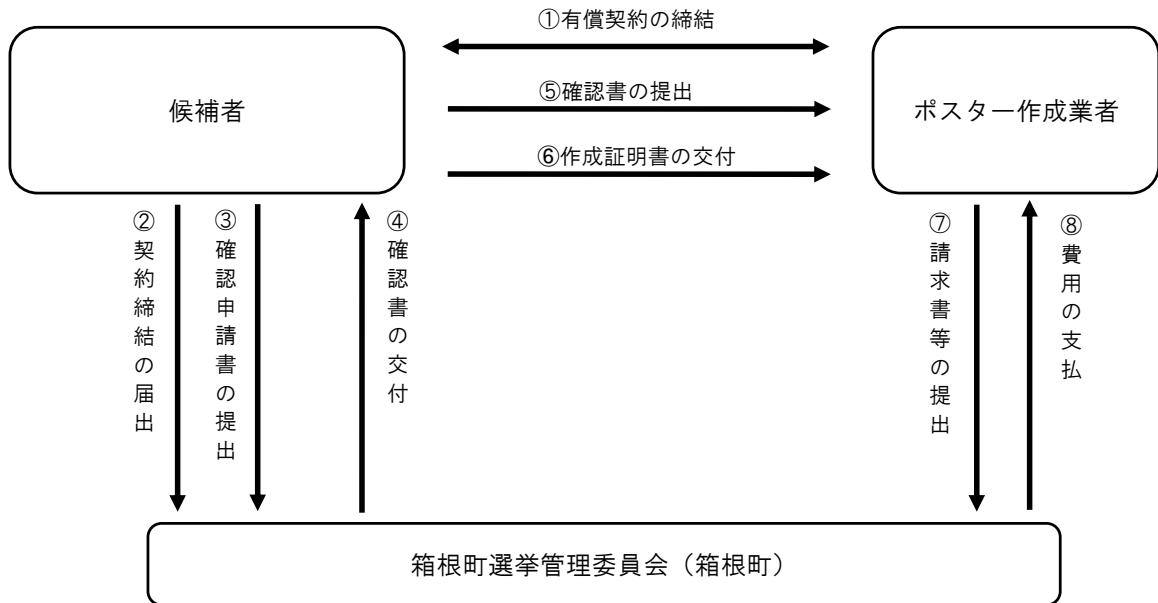 ①有償契約の締結
候補者
⑤確認書の提出
ポスター作成業者
⑥作成証明書の交付
②契約締結の届出
③確認申請書の提出
④確認書の交付
⑦請求書等の提出
⑧費用の支払
箱根町選挙管理委員会（箱根町）